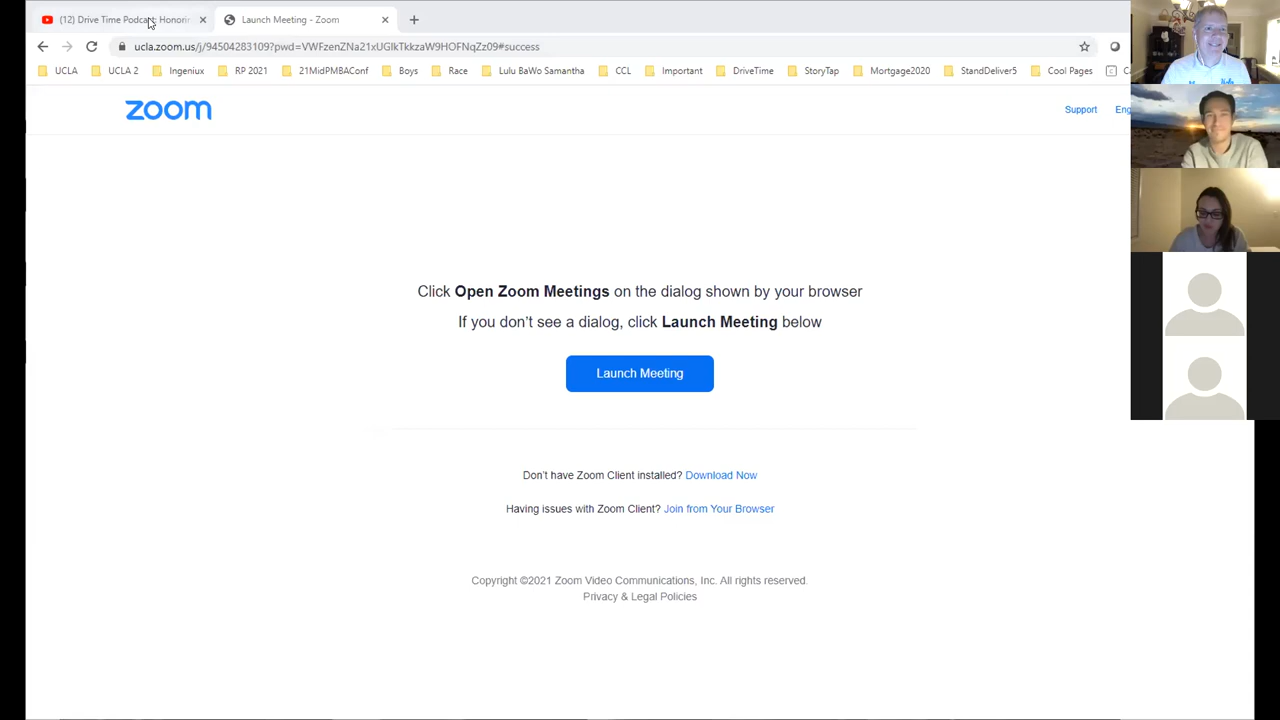 (12) Drive Time Podcast: Honorin
Launch Meeting - Zoom
ucla.zoom.us/j/94504283109?pwd=VWFzenZNa21xUGlkTkkzaW9HOFNqZz09#success
UCLA UCLA 2 Ingeniux RP 2021 21MidPMBAConf Boys Race Lulu BaWo Samantha CCL Important DriveTime StoryTap Mortgage2020 StandDeliver5 Cool Pages
zoom
Support
Click Open Zoom Meetings on the dialog shown by your browser
If you don't see a dialog, click Launch Meeting below
Launch Meeting
Don't have Zoom Client installed? Download Now
Having issues with Zoom Client? Join from Your Browser
Copyright ©2021 Zoom Video Communications, Inc. All rights reserved.
Privacy & Legal Policies